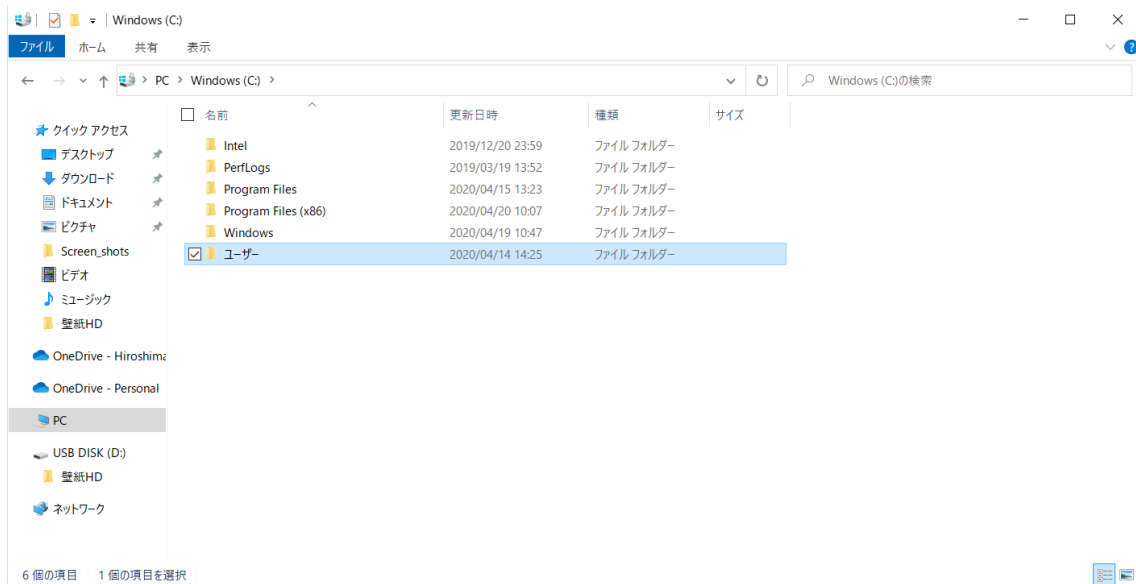 Windows (C:)
ファイル ホーム 共有 表示
PC Windows (C:) Windows (C:)の検索
名前 更新日時 種類 サイズ
クイック アクセス
デスクトップ
ダウンロード
ドキュメント
ピクチャ
Screen_shots
ビデオ
ミュージック
壁紙HD
OneDrive - Hiroshima
OneDrive - Personal
PC
USB DISK (D:)
壁紙HD
ネットワーク
Intel 2019/12/20 23:59 ファイル フォルダー
PerfLogs 2019/03/19 13:52 ファイル フォルダー
Program Files 2020/04/15 13:23 ファイル フォルダー
Program Files (x86) 2020/04/20 10:07 ファイル フォルダー
Windows 2020/04/19 10:47 ファイル フォルダー
ユーザー 2020/04/14 14:25 ファイル フォルダー
6 個の項目 1 個の項目を選択